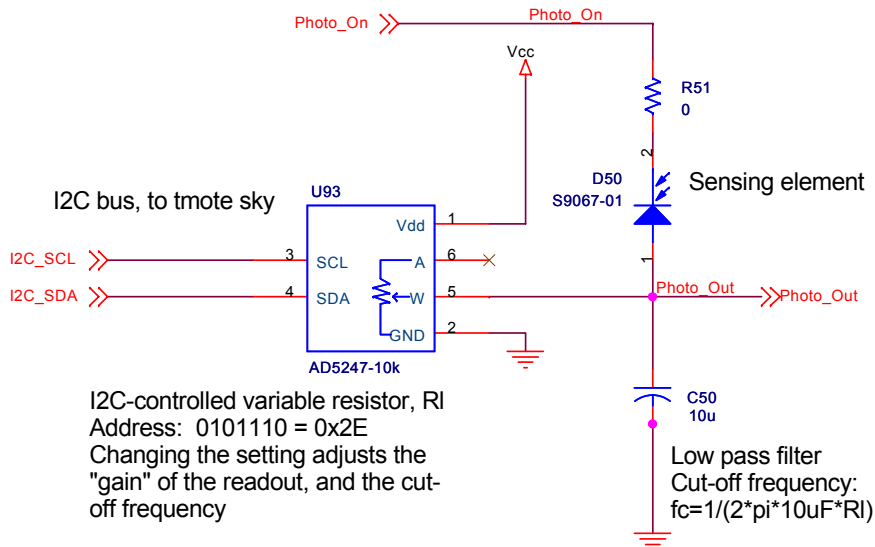 Photo_On
Photo_On
Vcc
R51
0
2
D50
S9067-01
Sensing element
1
I2C bus, to tmote sky
U93
Vdd
1
I2C_SCL
3
SCL
A
6
I2C_SDA
4
SDA
W
5
Photo_Out
Photo_Out
GND
2
AD5247-10k
C50
10u
I2C-controlled variable resistor, Rl
Address: 0101110 = 0x2E
Changing the setting adjusts the
"gain" of the readout, and the cut-
off frequency
Low pass filter
Cut-off frequency:
fc=1/(2*pi*10uF*Rl)